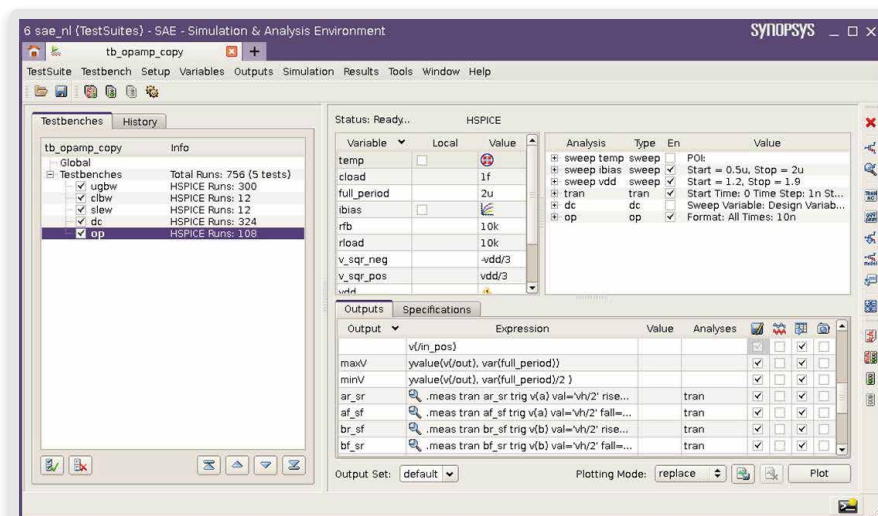 6 sae_nl (TestSuites) - SAE - Simulation & Analysis Environment
SYNOPSYS
tb_opamp_copy
TestSuite Testbench Setup Variables Outputs Simulation Results Tools Window Help
Testbenches History
tb_opamp_copy Info
Global
Testbenches Total Runs: 756 (5 tests)
ugbw HSPICE Runs: 300
clbw HSPICE Runs: 12
slew HSPICE Runs: 12
dc HSPICE Runs: 324
op HSPICE Runs: 108
Status: Ready... HSPICE
Variable Local Value
temp
cload 1f
full_period 2u
ibias
rfb 10k
rload 10k
v_sqr_neg -vdd/3
v_sqr_pos vdd/3
vdd
Analysis Type En Value
sweep temp sweep POI:
sweep ibias sweep Start = 0.5u, Stop = 2u
sweep vdd sweep Start = 1.2, Stop = 1.9
tran tran Start Time: 0 Time Step: 1n St...
dc dc Sweep Variable: Design Variab...
op op Format: All Times: 10n
Outputs Specifications
Output Expression Value Analyses
v(/in_pos)
maxV yvalue(v(/out), var(full_period))
minV yvalue(v(/out), var(full_period)/2 )
ar_sr .meas tran ar_sr trig v(a) val='vh/2' rise... tran
af_sf .meas tran af_sf trig v(a) val='vh/2' fall=... tran
br_sf .meas tran br_sf trig v(b) val='vh/2' rise... tran
bf_sr .meas tran bf_sr trig v(b) val='vh/2' fall=... tran
Output Set: default Plotting Mode: replace Plot